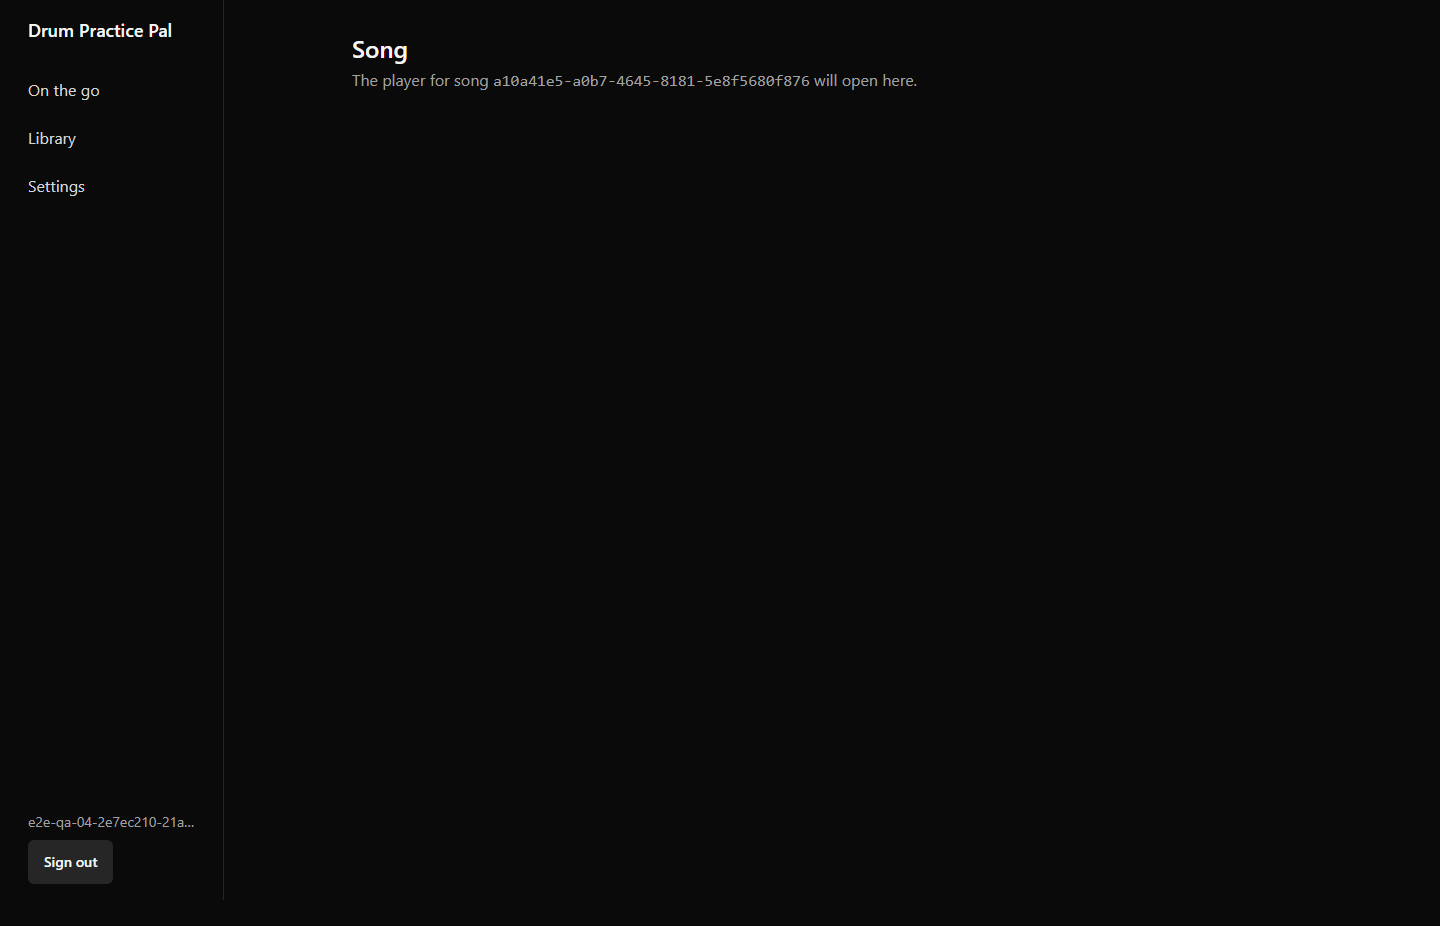 Drum Practice Pal
On the go
Library
Settings
Song
The player for song a10a41e5-a0b7-4645-8181-5e8f5680f876 will open here.
e2e-qa-04-2e7ec210-21a...
Sign out